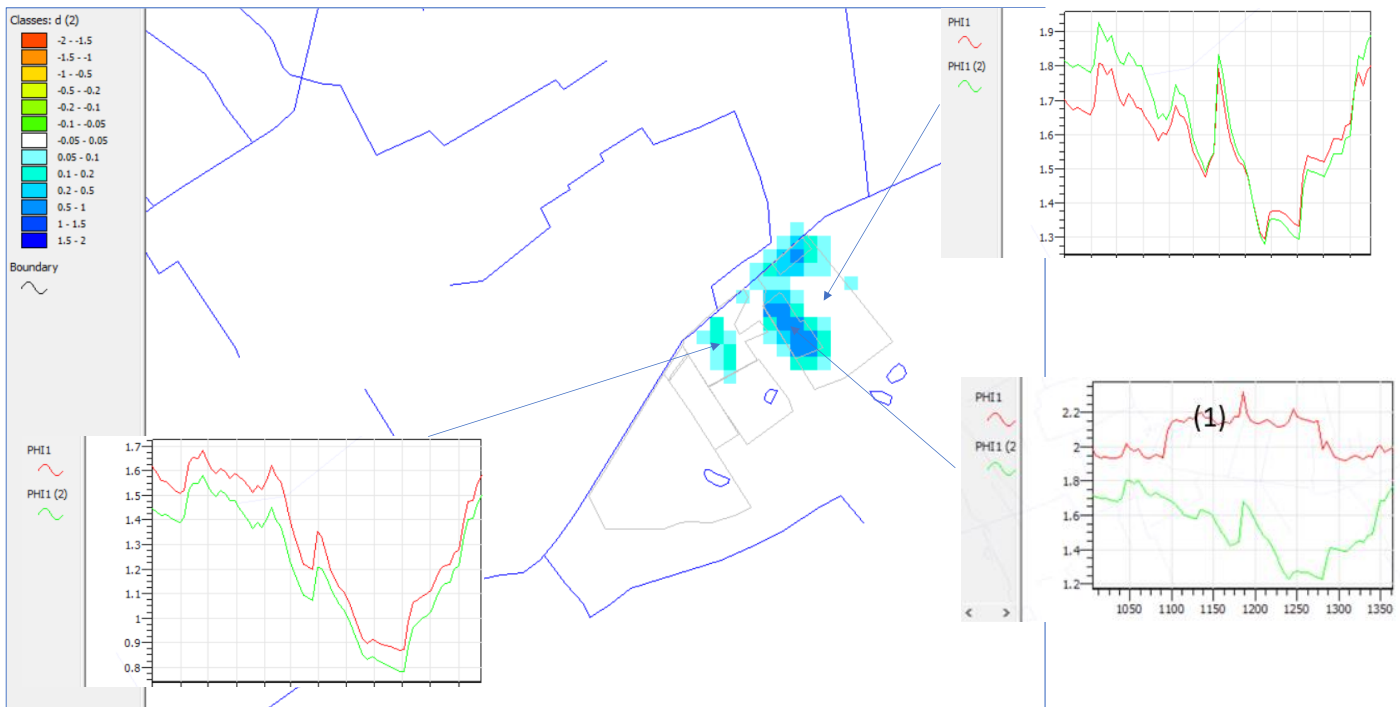 Classes: d (2)
-2 - -1.5
-1.5 - -1
-1 - -0.5
-0.5 - -0.2
-0.2 - -0.1
-0.1 - -0.05
-0.05 - 0.05
0.05 - 0.1
0.1 - 0.2
0.2 - 0.5
0.5 - 1
1 - 1.5
1.5 - 2
Boundary
PHI1
PHI1 (2)
1.9
1.8
1.7
1.6
1.5
1.4
1.3
PHI1
PHI1 (2
2.2
2
1.8
1.6
1.4
1.2
(1)
1050 1100 1150 1200 1250 1300 1350
< >
PHI1
PHI1 (2)
1.7
1.6
1.5
1.4
1.3
1.2
1.1
1
0.9
0.8